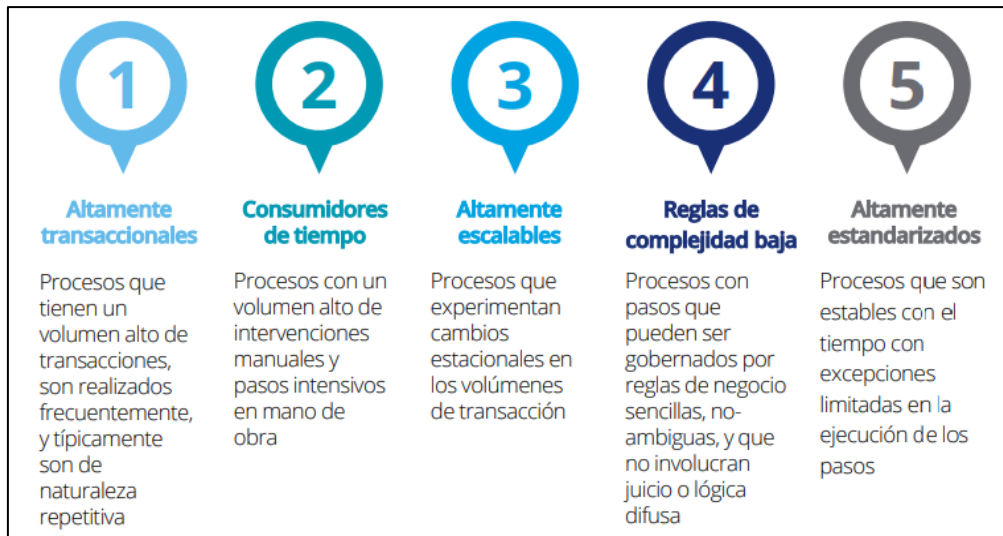 1
Altamente
transaccionales
Procesos que
tienen un
volumen alto de
transacciones,
son realizados
frecuentemente,
y típicamente
son de
naturaleza
repetitiva
2
Consumidores
de tiempo
Procesos con un
volumen alto de
intervenciones
manuales y
pasos intensivos
en mano de
obra
3
Altamente
escalables
Procesos que
experimentan
cambios
estacionales en
los volúmenes
de transacción
4
Reglas de
complejidad baja
Procesos con
pasos que
pueden ser
gobernados por
reglas de negocio
sencillas, no-
ambiguas, y que
no involucran
juicio o lógica
difusa
5
Altamente
estandarizados
Procesos que son
estables con el
tiempo con
excepciones
limitadas en la
ejecución de los
pasos